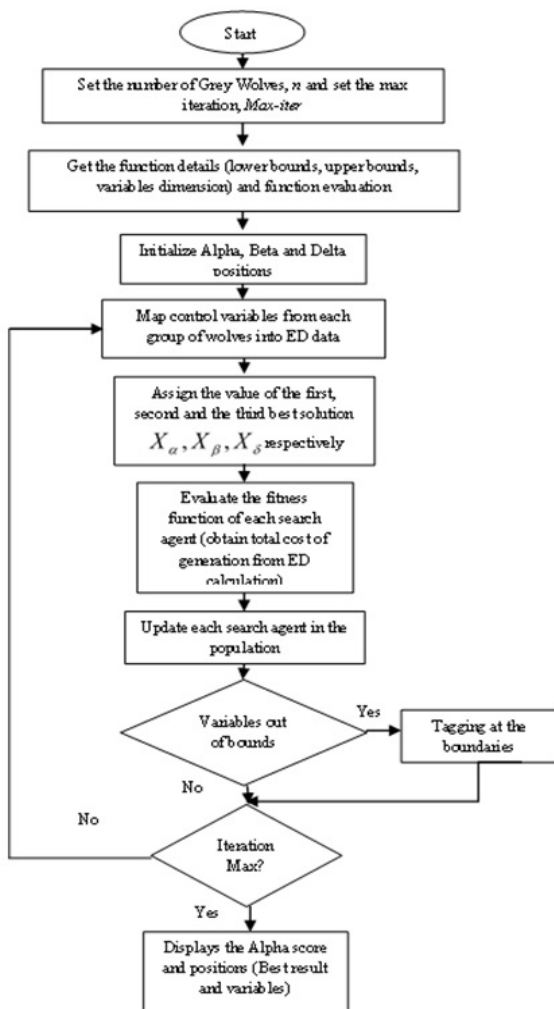 Start
Set the number of Grey Wolves, n and set the max
iteration, Max-iter
Get the function details (lower bounds, upper bounds,
variables dimension) and function evaluation
Initialize Alpha, Beta and Delta
positions
Map control variables from each
group of wolves into ED data
Assign the value of the first,
second and the third best solution
X_α, X_β, X_δ respectively
Evaluate the fitness
function of each search
agent (obtain total cost of
generation from ED
calculation)
Update each search agent in the
population
Variables out
of bounds
Yes
Tagging at the
boundaries
No
No
Iteration
Max?
Yes
Displays the Alpha score
and positions (Best result
and variables)